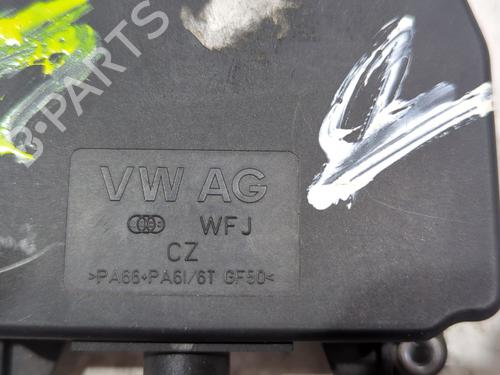 B-PARTS
VW AG
WFJ
CZ
>PA66+PA6I/6T GF50<